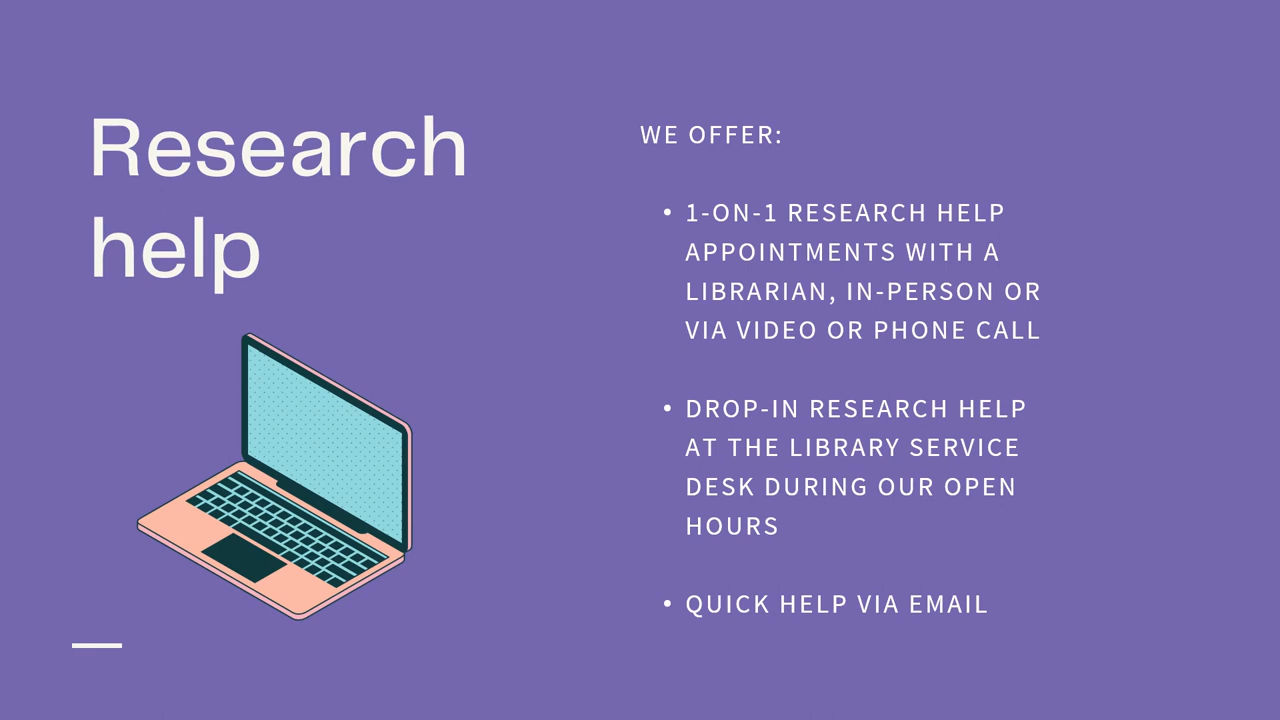 Research
help
WE OFFER:
• 1-ON-1 RESEARCH HELP
APPOINTMENTS WITH A
LIBRARIAN, IN-PERSON OR
VIA VIDEO OR PHONE CALL
• DROP-IN RESEARCH HELP
AT THE LIBRARY SERVICE
DESK DURING OUR OPEN
HOURS
• QUICK HELP VIA EMAIL